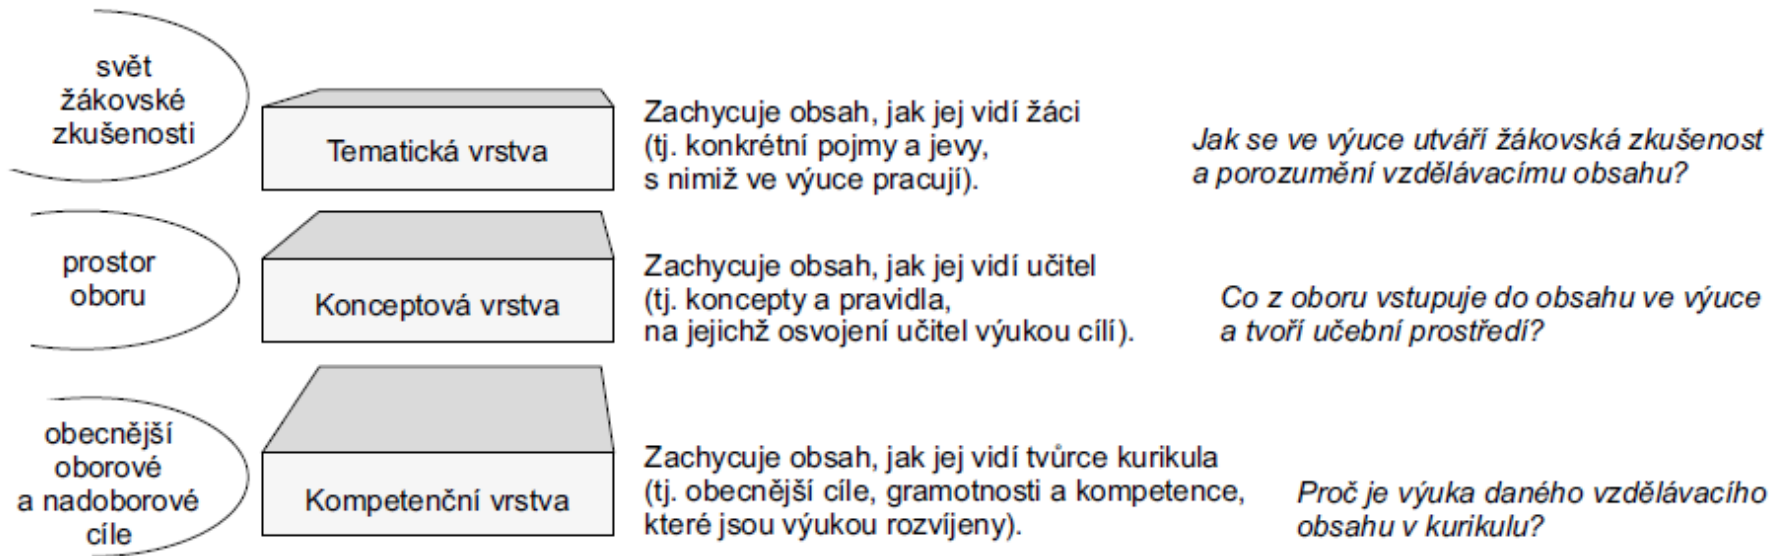 svět
žákovské
zkušenosti
Tematická vrstva
Zachycuje obsah, jak jej vidí žáci
(tj. konkrétní pojmy a jevy,
s nimiž ve výuce pracují).
Jak se ve výuce utváří žákovská zkušenost
a porozumění vzdělávacímu obsahu?
prostor
oboru
Konceptová vrstva
Zachycuje obsah, jak jej vidí učitel
(tj. koncepty a pravidla,
na jejichž osvojení učitel výukou cílí).
Co z oboru vstupuje do obsahu ve výuce
a tvoří učební prostředí?
obecnější
oborové
a nadoborové
cíle
Kompetenční vrstva
Zachycuje obsah, jak jej vidí tvůrce kurikula
(tj. obecnější cíle, gramotnosti a kompetence,
které jsou výukou rozvíjeny).
Proč je výuka daného vzdělávacího
obsahu v kurikulu?